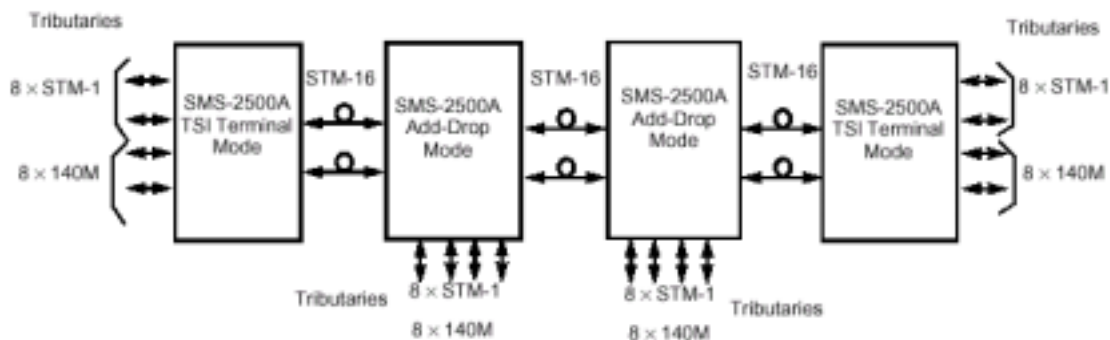 Tributaries
Tributaries
8 × STM-1
8 × 140M
SMS-2500A
TSI Terminal
Mode
STM-16
SMS-2500A
Add-Drop
Mode
STM-16
SMS-2500A
Add-Drop
Mode
STM-16
SMS-2500A
TSI Terminal
Mode
8 × STM-1
8 × 140M
Tributaries
8 × STM-1
8 × 140M
8 × STM-1
8 × 140M
Tributaries